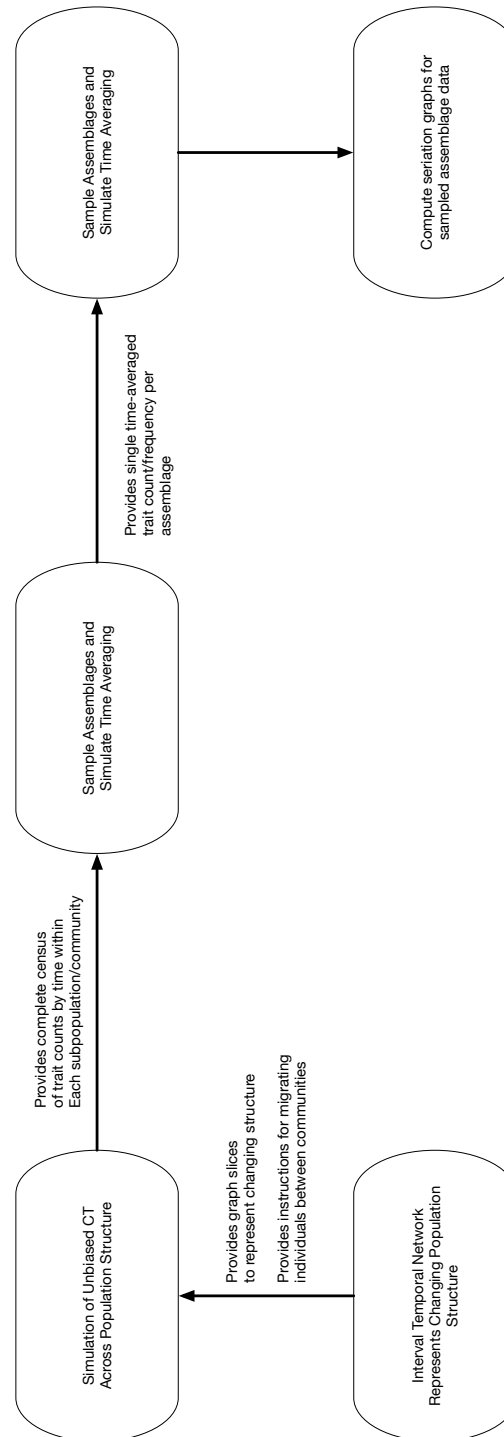 Simulation of Unbiased CT
Across Population Structure
Provides complete census
of trait counts by time within
Each subpopulation/community
Sample Assemblages and
Simulate Time Averaging
Provides single time-averaged
trait count/frequency per
assemblage
Sample Assemblages and
Simulate Time Averaging
Provides graph slices
to represent changing structure
Provides instructions for migrating
individuals between communities
Interval Temporal Network
Represents Changing Population
Structure
Compute seriation graphs for
sampled assemblage data